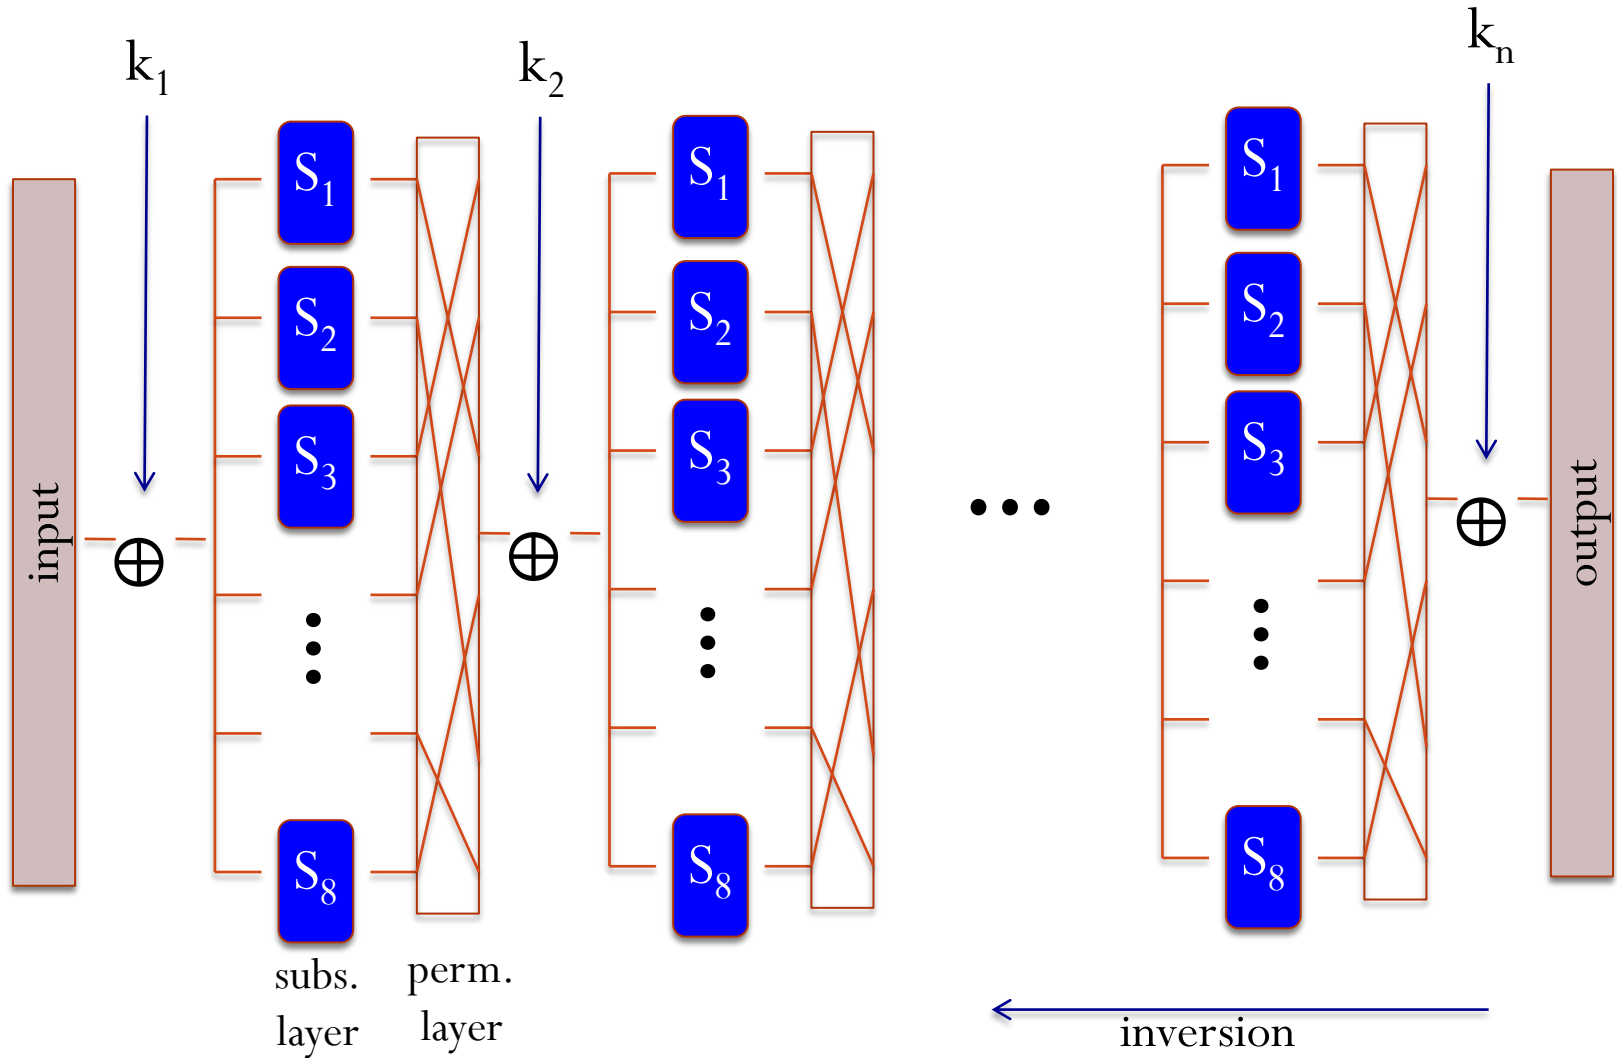 k₁
k₂
kₙ
input
S₁
S₂
S₃
S₈
subs.
layer
perm.
layer
S₁
S₂
S₃
S₈
S₁
S₂
S₃
S₈
output
inversion